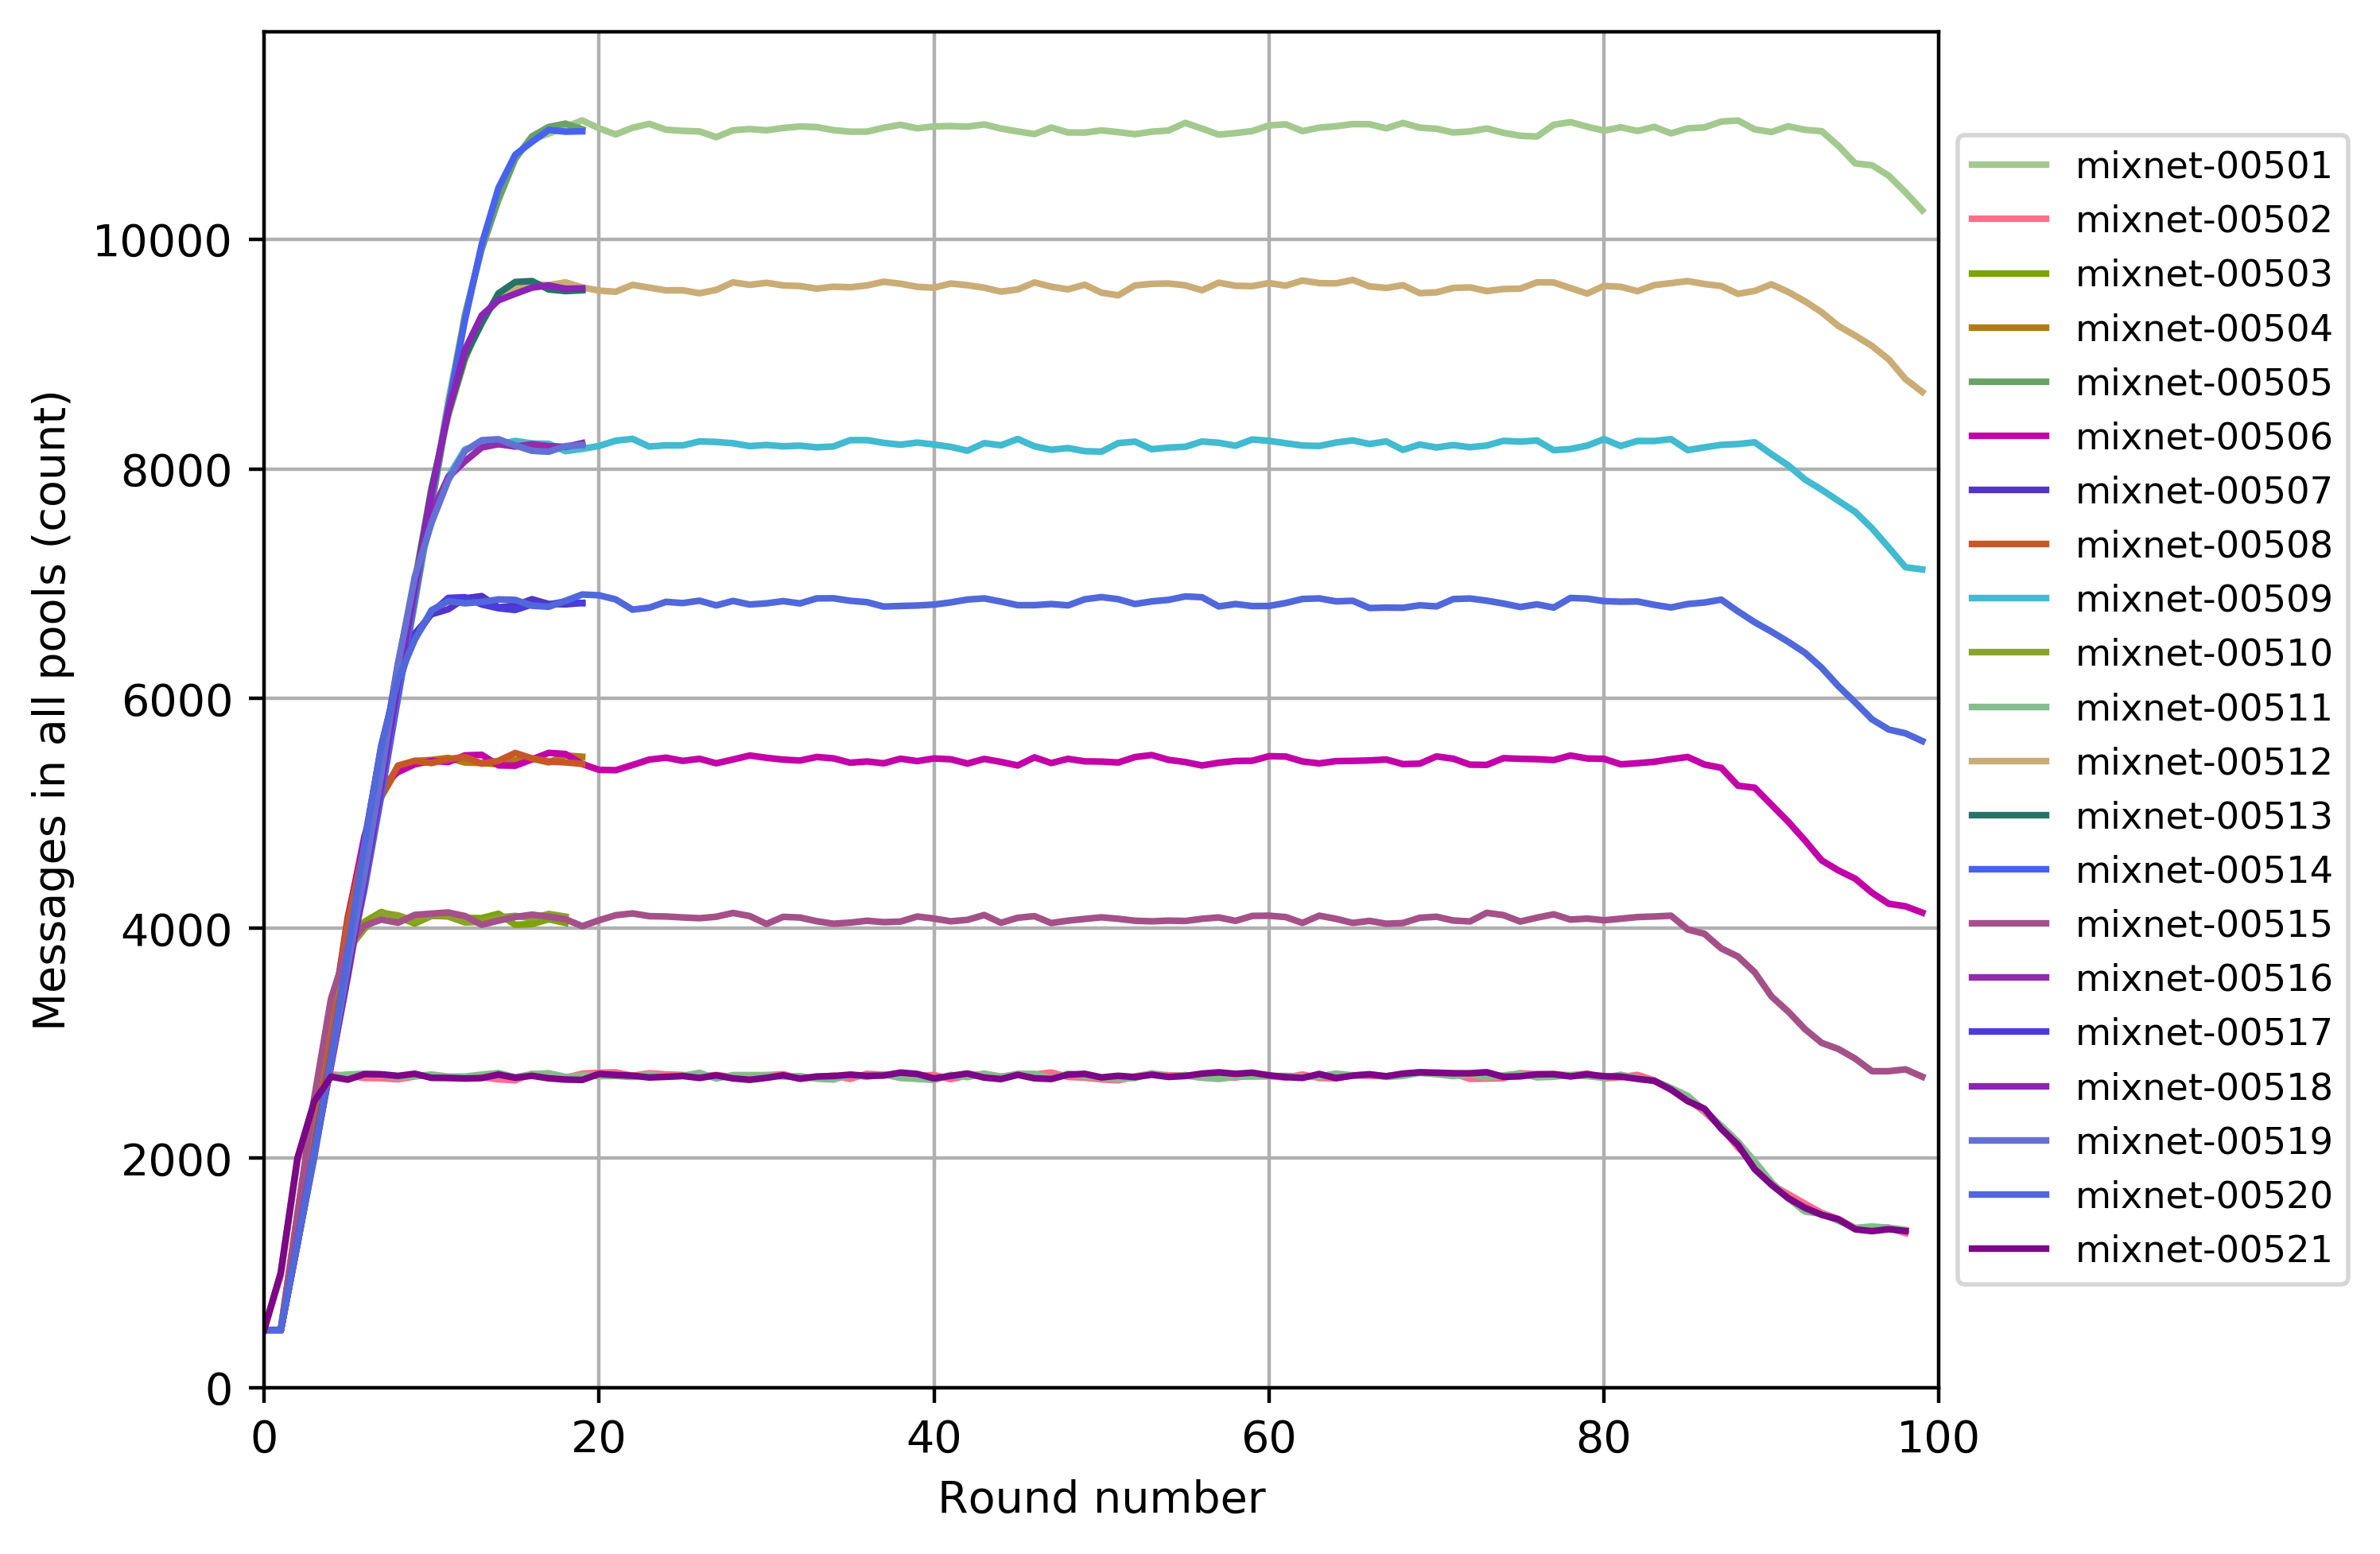 Messages in all pools (count)
10000
8000
6000
4000
2000
0
0 20 40 60 80 100
Round number
mixnet-00501
mixnet-00502
mixnet-00503
mixnet-00504
mixnet-00505
mixnet-00506
mixnet-00507
mixnet-00508
mixnet-00509
mixnet-00510
mixnet-00511
mixnet-00512
mixnet-00513
mixnet-00514
mixnet-00515
mixnet-00516
mixnet-00517
mixnet-00518
mixnet-00519
mixnet-00520
mixnet-00521